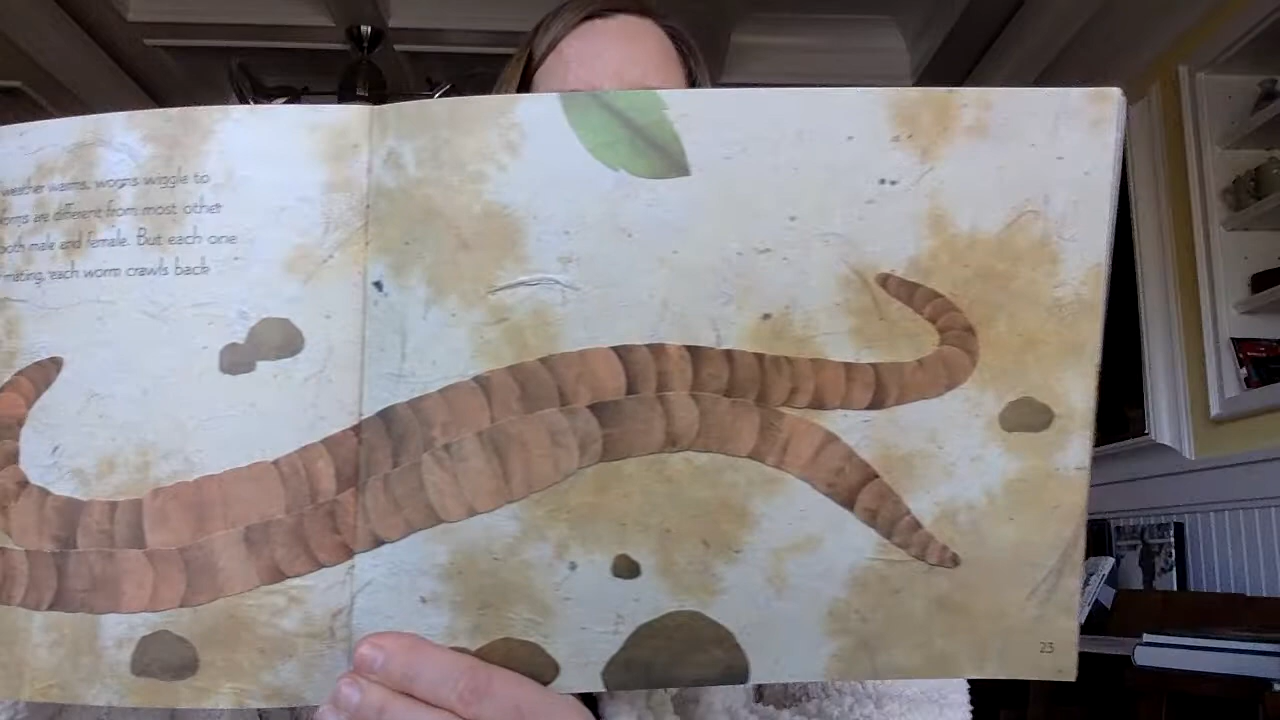 weather warms, worms wiggle to
worms are different from most other
both male and female. But each one
mating, each worm crawls back
23